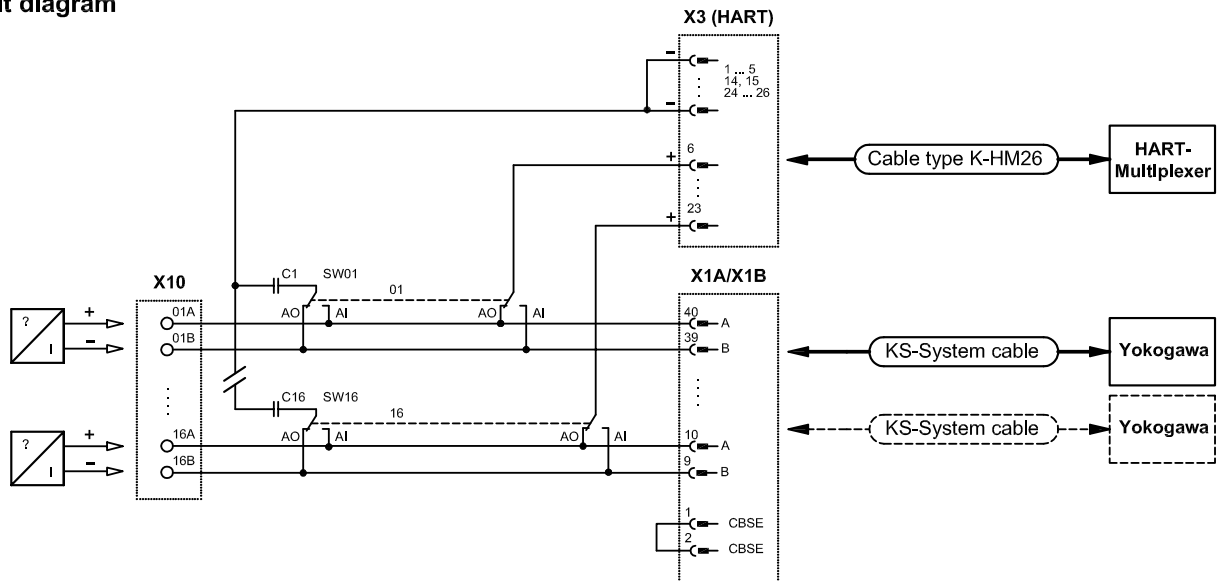 t diagram
X3 (HART)
–
1 ... 5
14, 15
24 ... 26
–
+
6
+
23
Cable type K-HM26
HART-
Multiplexer
X10
C1
SW01
01
X1A/X1B
?
I
+
–
01A
01B
AO
AI
AO
AI
40
A
39
B
KS-System cable
Yokogawa
C16
SW16
16
?
I
+
–
16A
16B
AO
AI
AO
AI
10
A
9
B
KS-System cable
Yokogawa
1
CBSE
2
CBSE